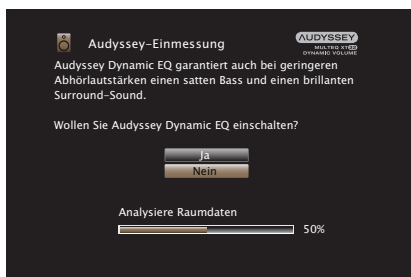 Audyssey-Einmessung
AUDYSSEY
MULTEQ XT32
DYNAMIC VOLUME
Audyssey Dynamic EQ garantiert auch bei geringeren
Abhörlautstärken einen satten Bass und einen brillanten
Surround-Sound.
Wollen Sie Audyssey Dynamic EQ einschalten?
Ja
Nein
Analysiere Raumdaten
50%